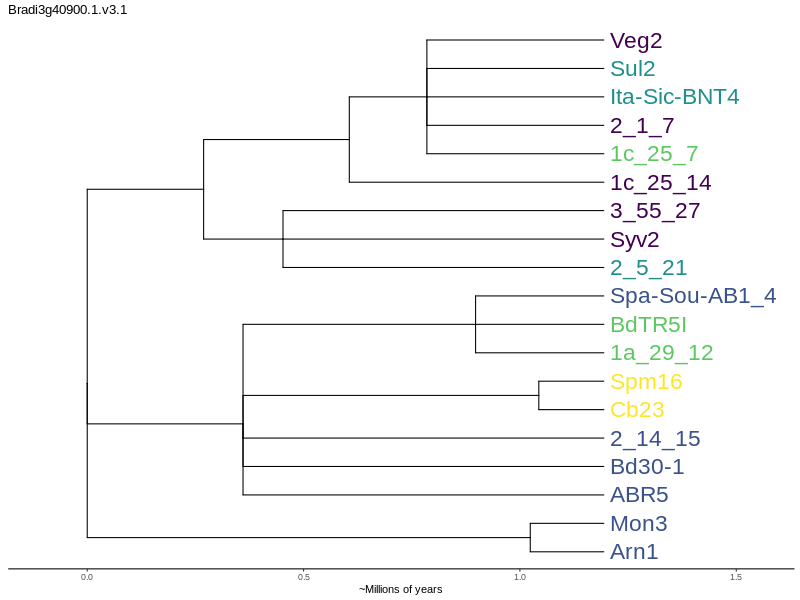 Bradi3g40900.1.v3.1
Veg2
Sul2
Ita-Sic-BNT4
2_1_7
1c_25_7
1c_25_14
3_55_27
Syv2
2_5_21
Spa-Sou-AB1_4
BdTR5I
1a_29_12
Spm16
Cb23
2_14_15
Bd30-1
ABR5
Mon3
Arn1
0.0 0.5 1.0 1.5
~Millions of years